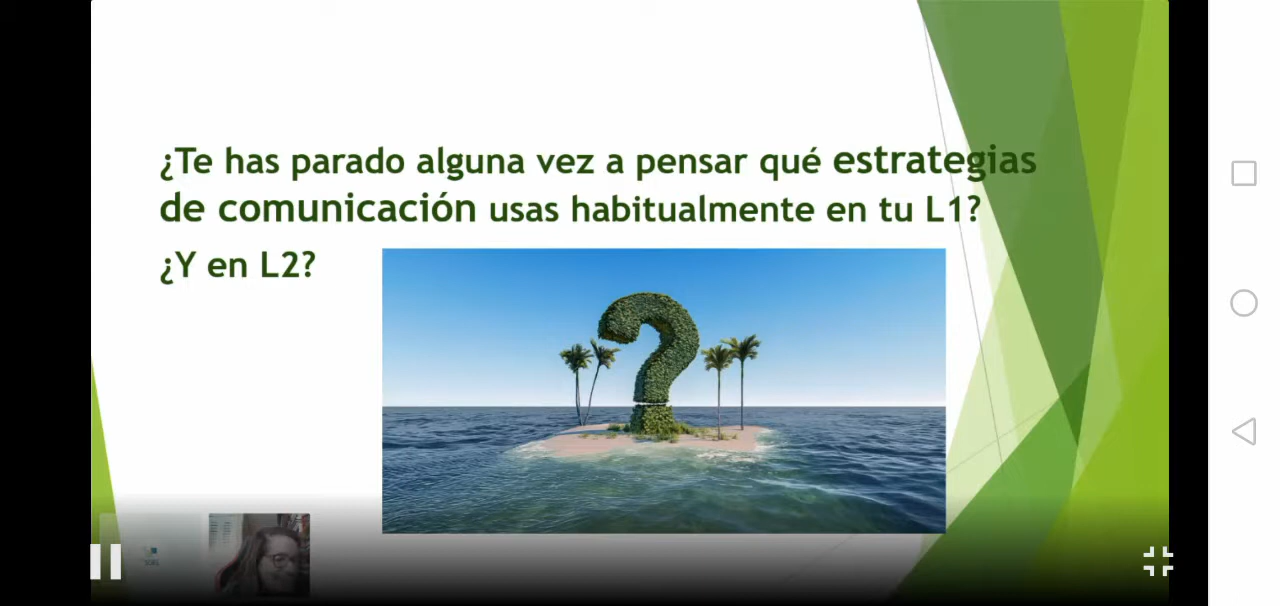 ¿Te has parado alguna vez a pensar qué estrategias
de comunicación usas habitualmente en tu L1?
¿Y en L2?